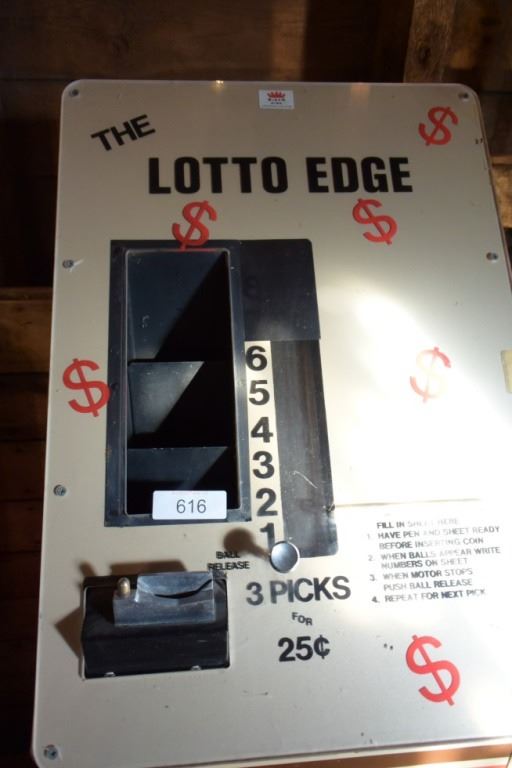 THE
LOTTO EDGE
$
$
$
$
$
6
5
4
3
2
1
616
BALL
RELEASE
3 PICKS
FOR
25¢
FILL IN SHEET HERE
1. HAVE PEN AND SHEET READY
BEFORE INSERTING COIN
2. WHEN BALLS APPEAR WRITE
NUMBERS ON SHEET
3. WHEN MOTOR STOPS
PUSH BALL RELEASE
4. REPEAT FOR NEXT PICK
$